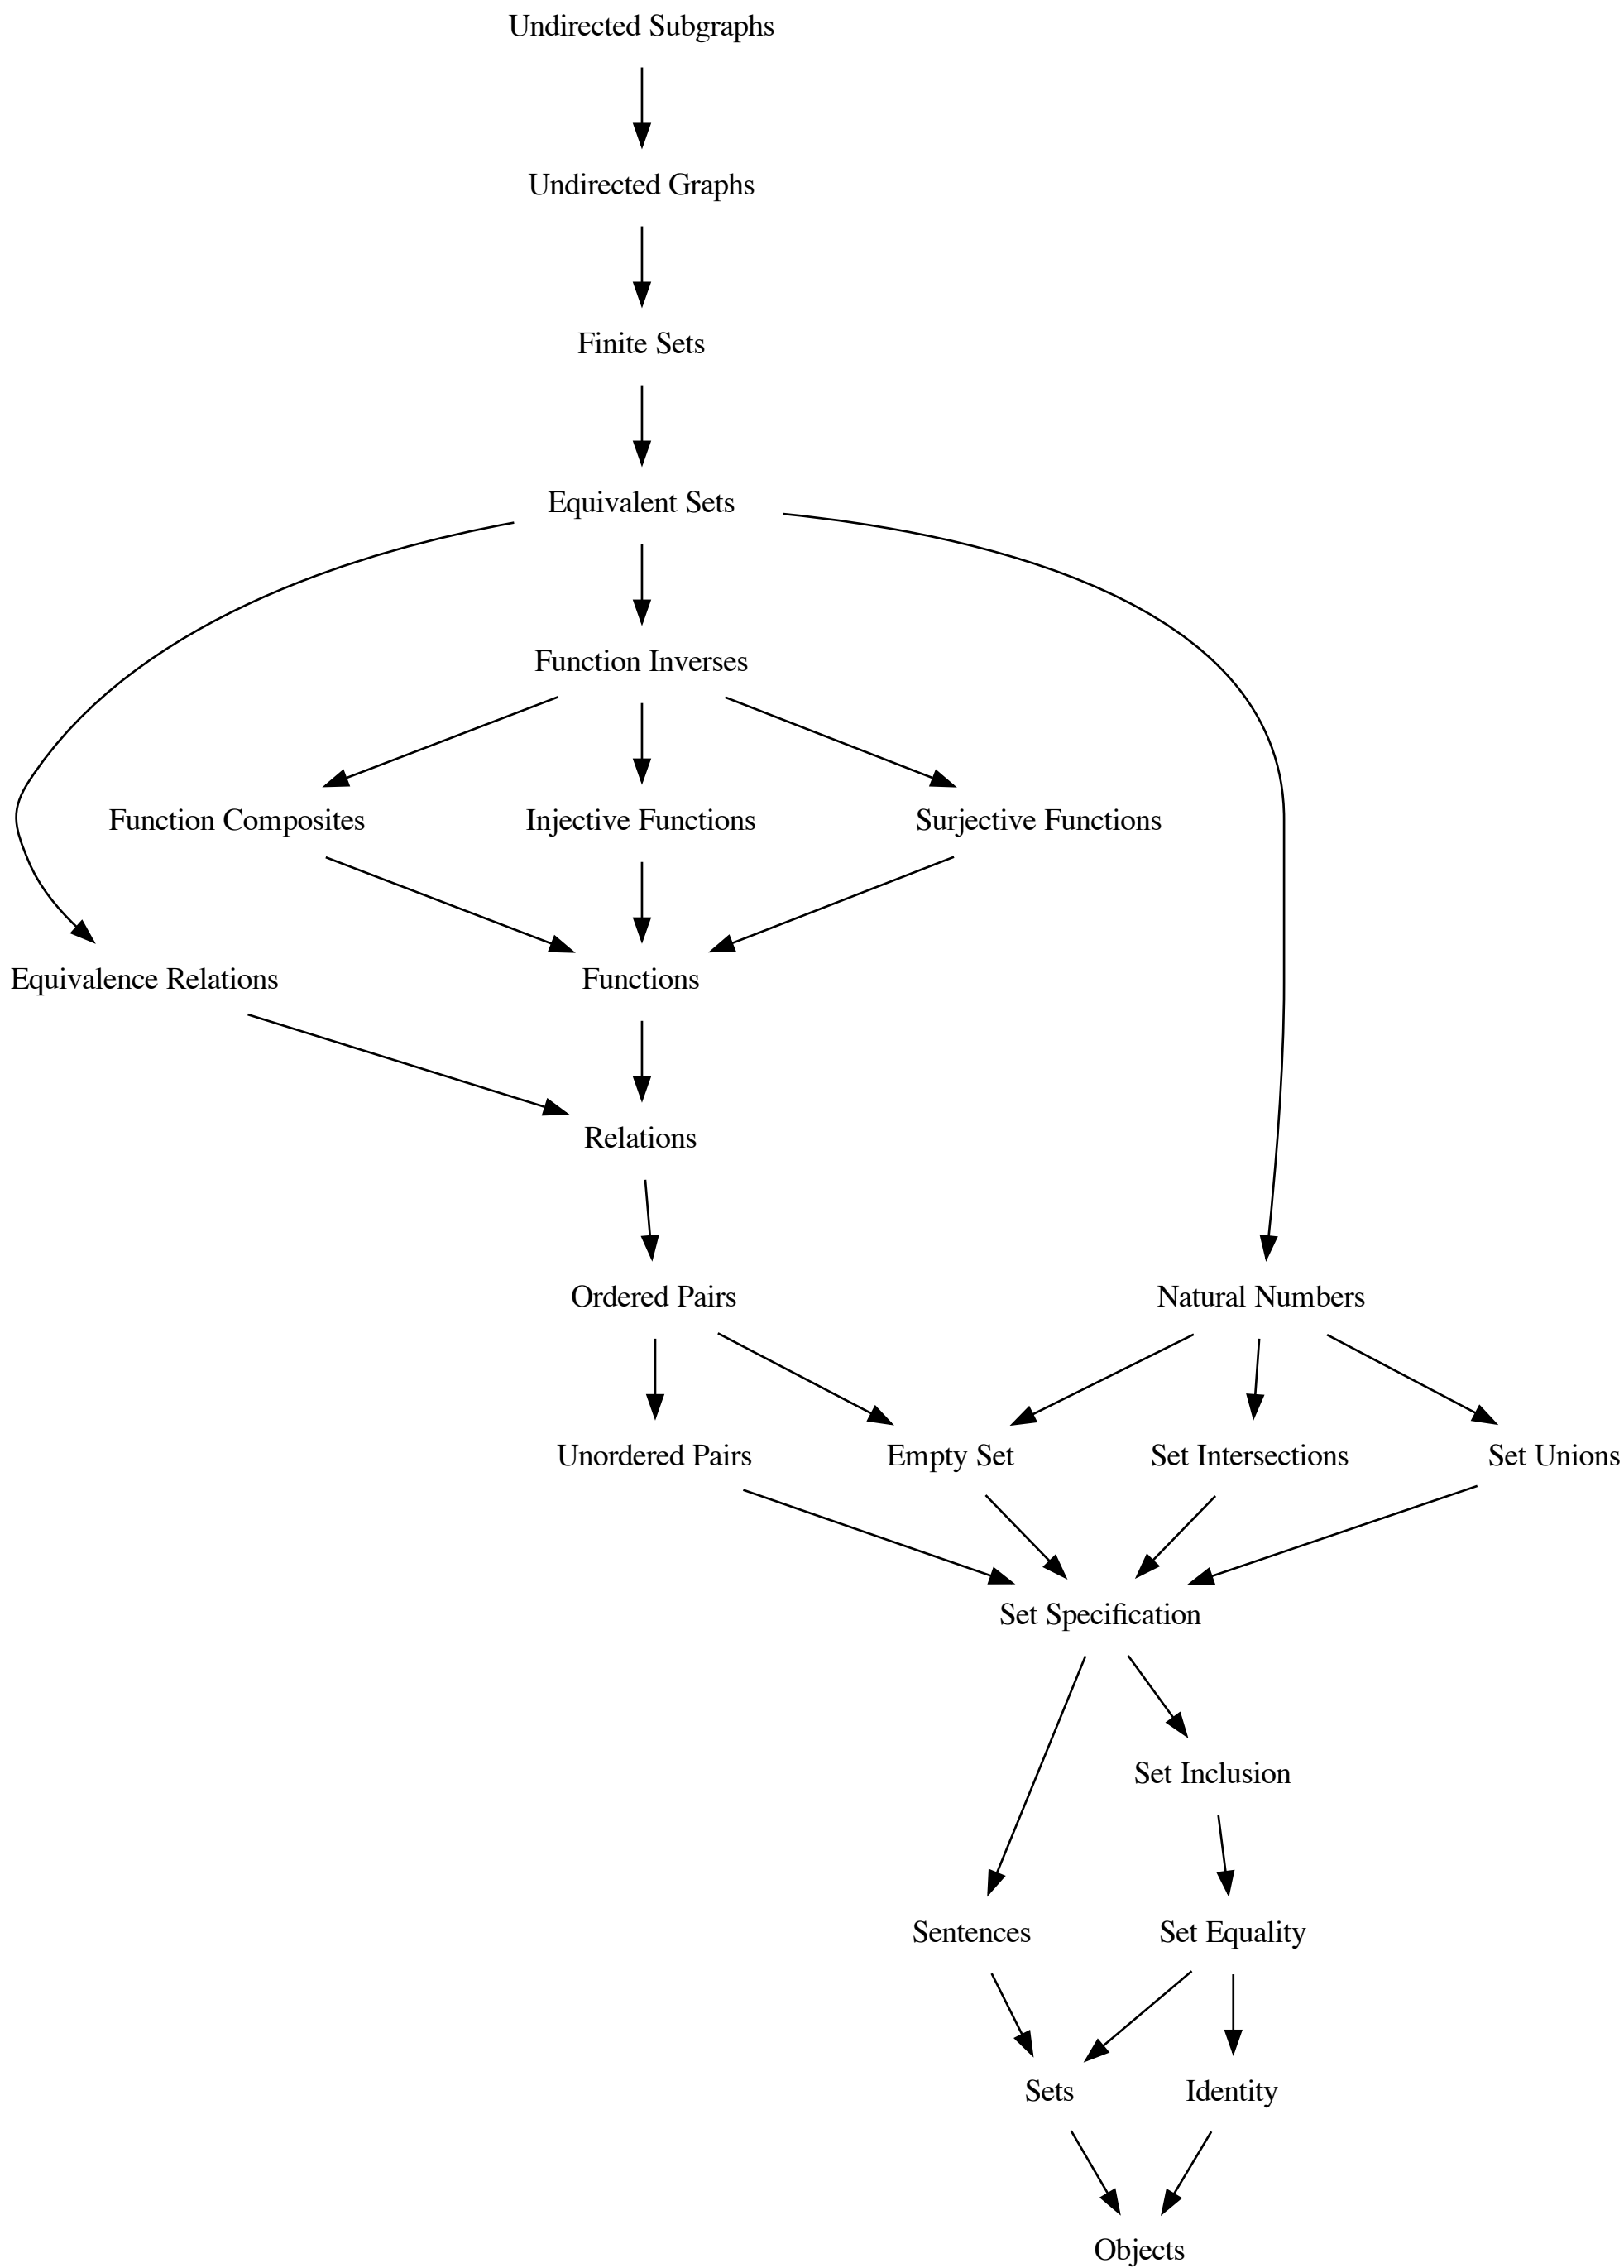 Undirected Subgraphs
Undirected Graphs
Finite Sets
Equivalent Sets
Function Inverses
Function Composites
Injective Functions
Surjective Functions
Equivalence Relations
Functions
Relations
Ordered Pairs
Natural Numbers
Unordered Pairs
Empty Set
Set Intersections
Set Unions
Set Specification
Set Inclusion
Sentences
Set Equality
Sets
Identity
Objects